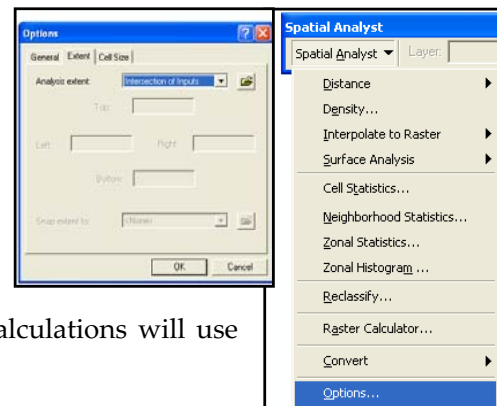 Options
General Extent Cell Size
Analysis extent: Intersection of Inputs
Top:
Left: Right:
Bottom:
Snap extent to: <None>
OK Cancel
alculations will use
Spatial Analyst
Spatial Analyst Layer:
Distance
Density...
Interpolate to Raster
Surface Analysis
Cell Statistics...
Neighborhood Statistics...
Zonal Statistics...
Zonal Histogram ...
Reclassify...
Raster Calculator...
Convert
Options...